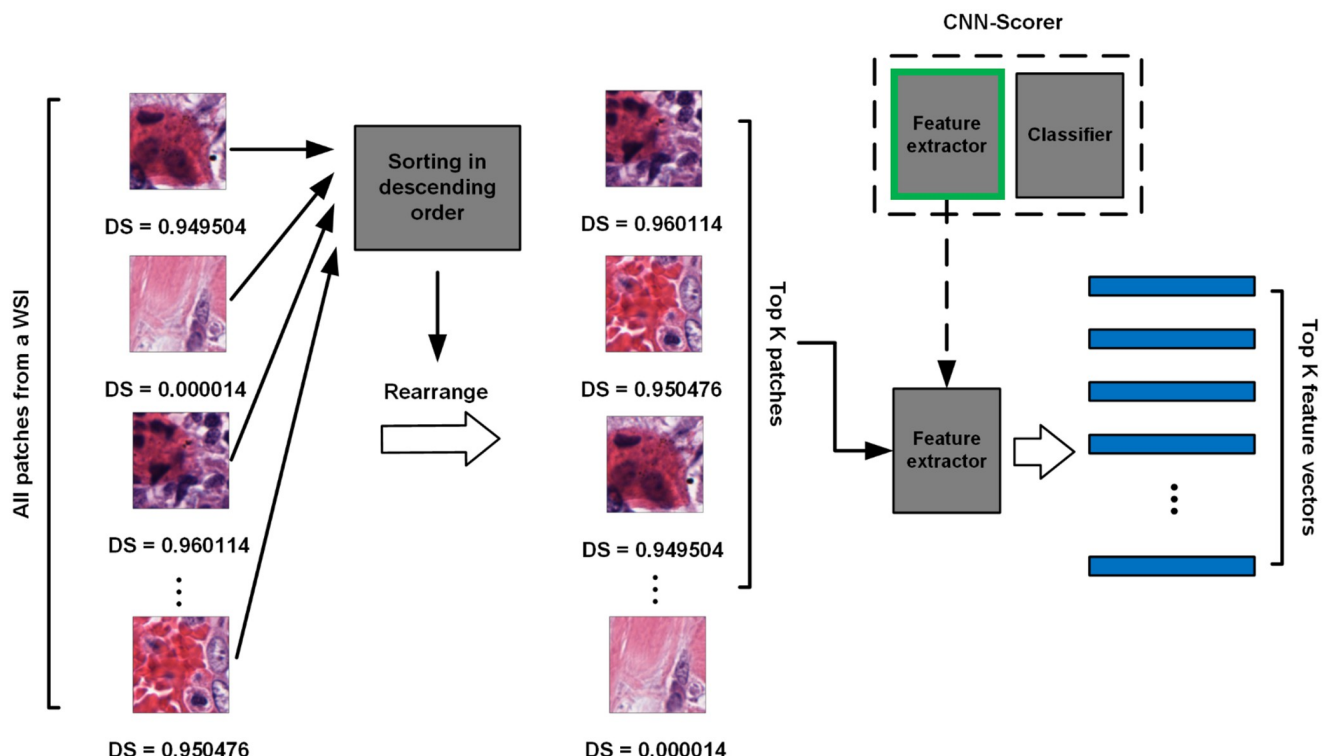 CNN-Scorer
Feature
extractor
Classifier
All patches from a WSI
DS = 0.949504
DS = 0.000014
DS = 0.960114
DS = 0.950476
Sorting in
descending
order
Rearrange
DS = 0.960114
DS = 0.950476
DS = 0.949504
DS = 0.000014
Top K patches
Feature
extractor
Top K feature vectors